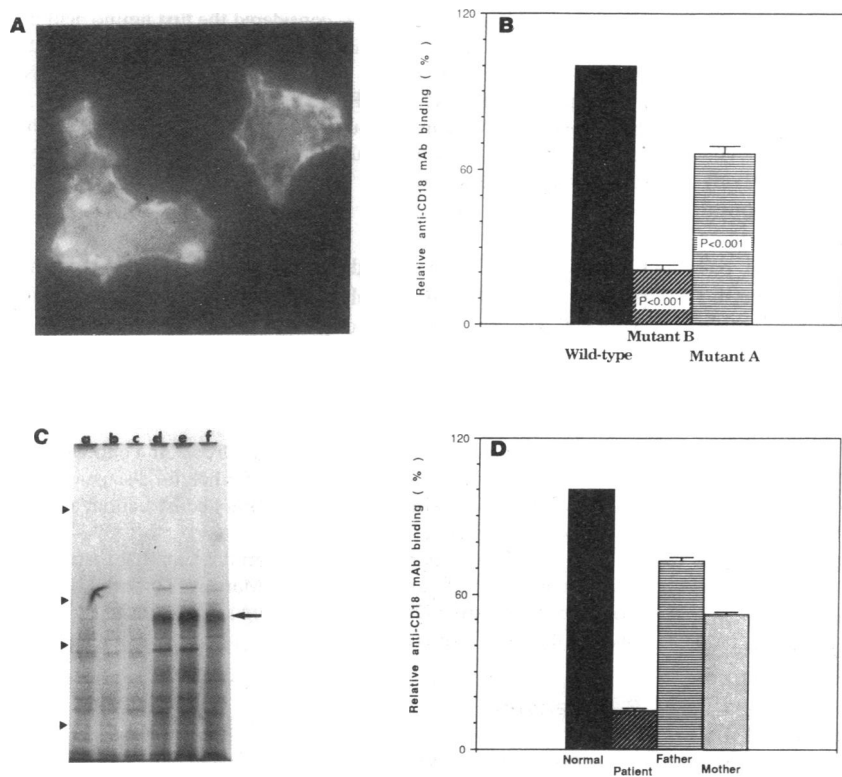 A
B
120
60
0
Relative anti-CD18 mAb binding ( % )
P<0.001
P<0.001
Mutant B
Wild-type
Mutant A
C
a b c d e f
D
120
60
0
Relative anti-CD18 mAb binding ( % )
Normal
Patient
Father
Mother